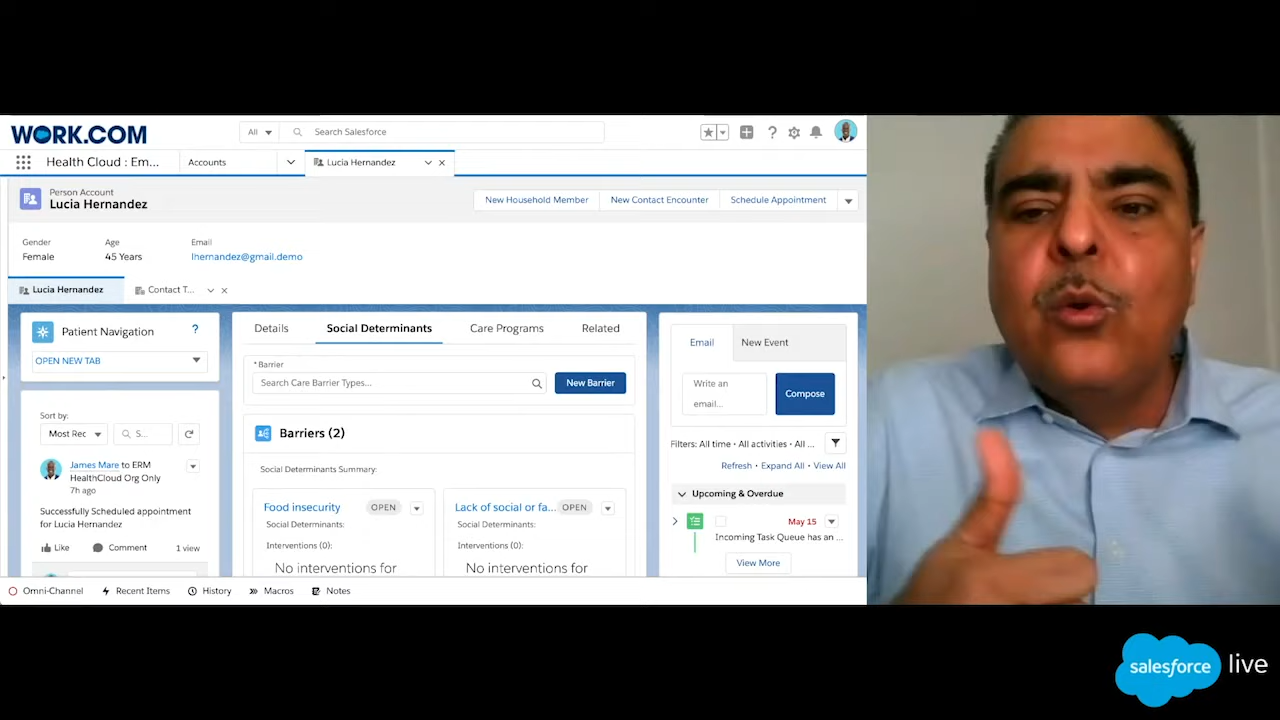 WORK.COM
All
Search Salesforce
Health Cloud : Em...
Accounts
Lucia Hernandez
Person Account
Lucia Hernandez
New Household Member
New Contact Encounter
Schedule Appointment
Gender
Age
Email
Female
45 Years
lhernandez@gmail.demo
Lucia Hernandez
Contact T...
Patient Navigation
?
OPEN NEW TAB
Sort by:
Most Rec
S...
James Mare to ERM
HealthCloud Org Only
7h ago
Successfully Scheduled appointment
for Lucia Hernandez
Like
Comment
1 view
Details
Social Determinants
Care Programs
Related
* Barrier
Search Care Barrier Types...
New Barrier
Barriers (2)
Social Determinants Summary:
Food insecurity
OPEN
Social Determinants:
Interventions (0):
No interventions for
Lack of social or fa...
OPEN
Social Determinants:
Interventions (0):
No interventions for
Email
New Event
Write an
email...
Compose
Filters: All time • All activities • All ...
Refresh • Expand All • View All
Upcoming & Overdue
May 15
Incoming Task Queue has an ...
View More
Omni-Channel
Recent Items
History
Macros
Notes
salesforce live